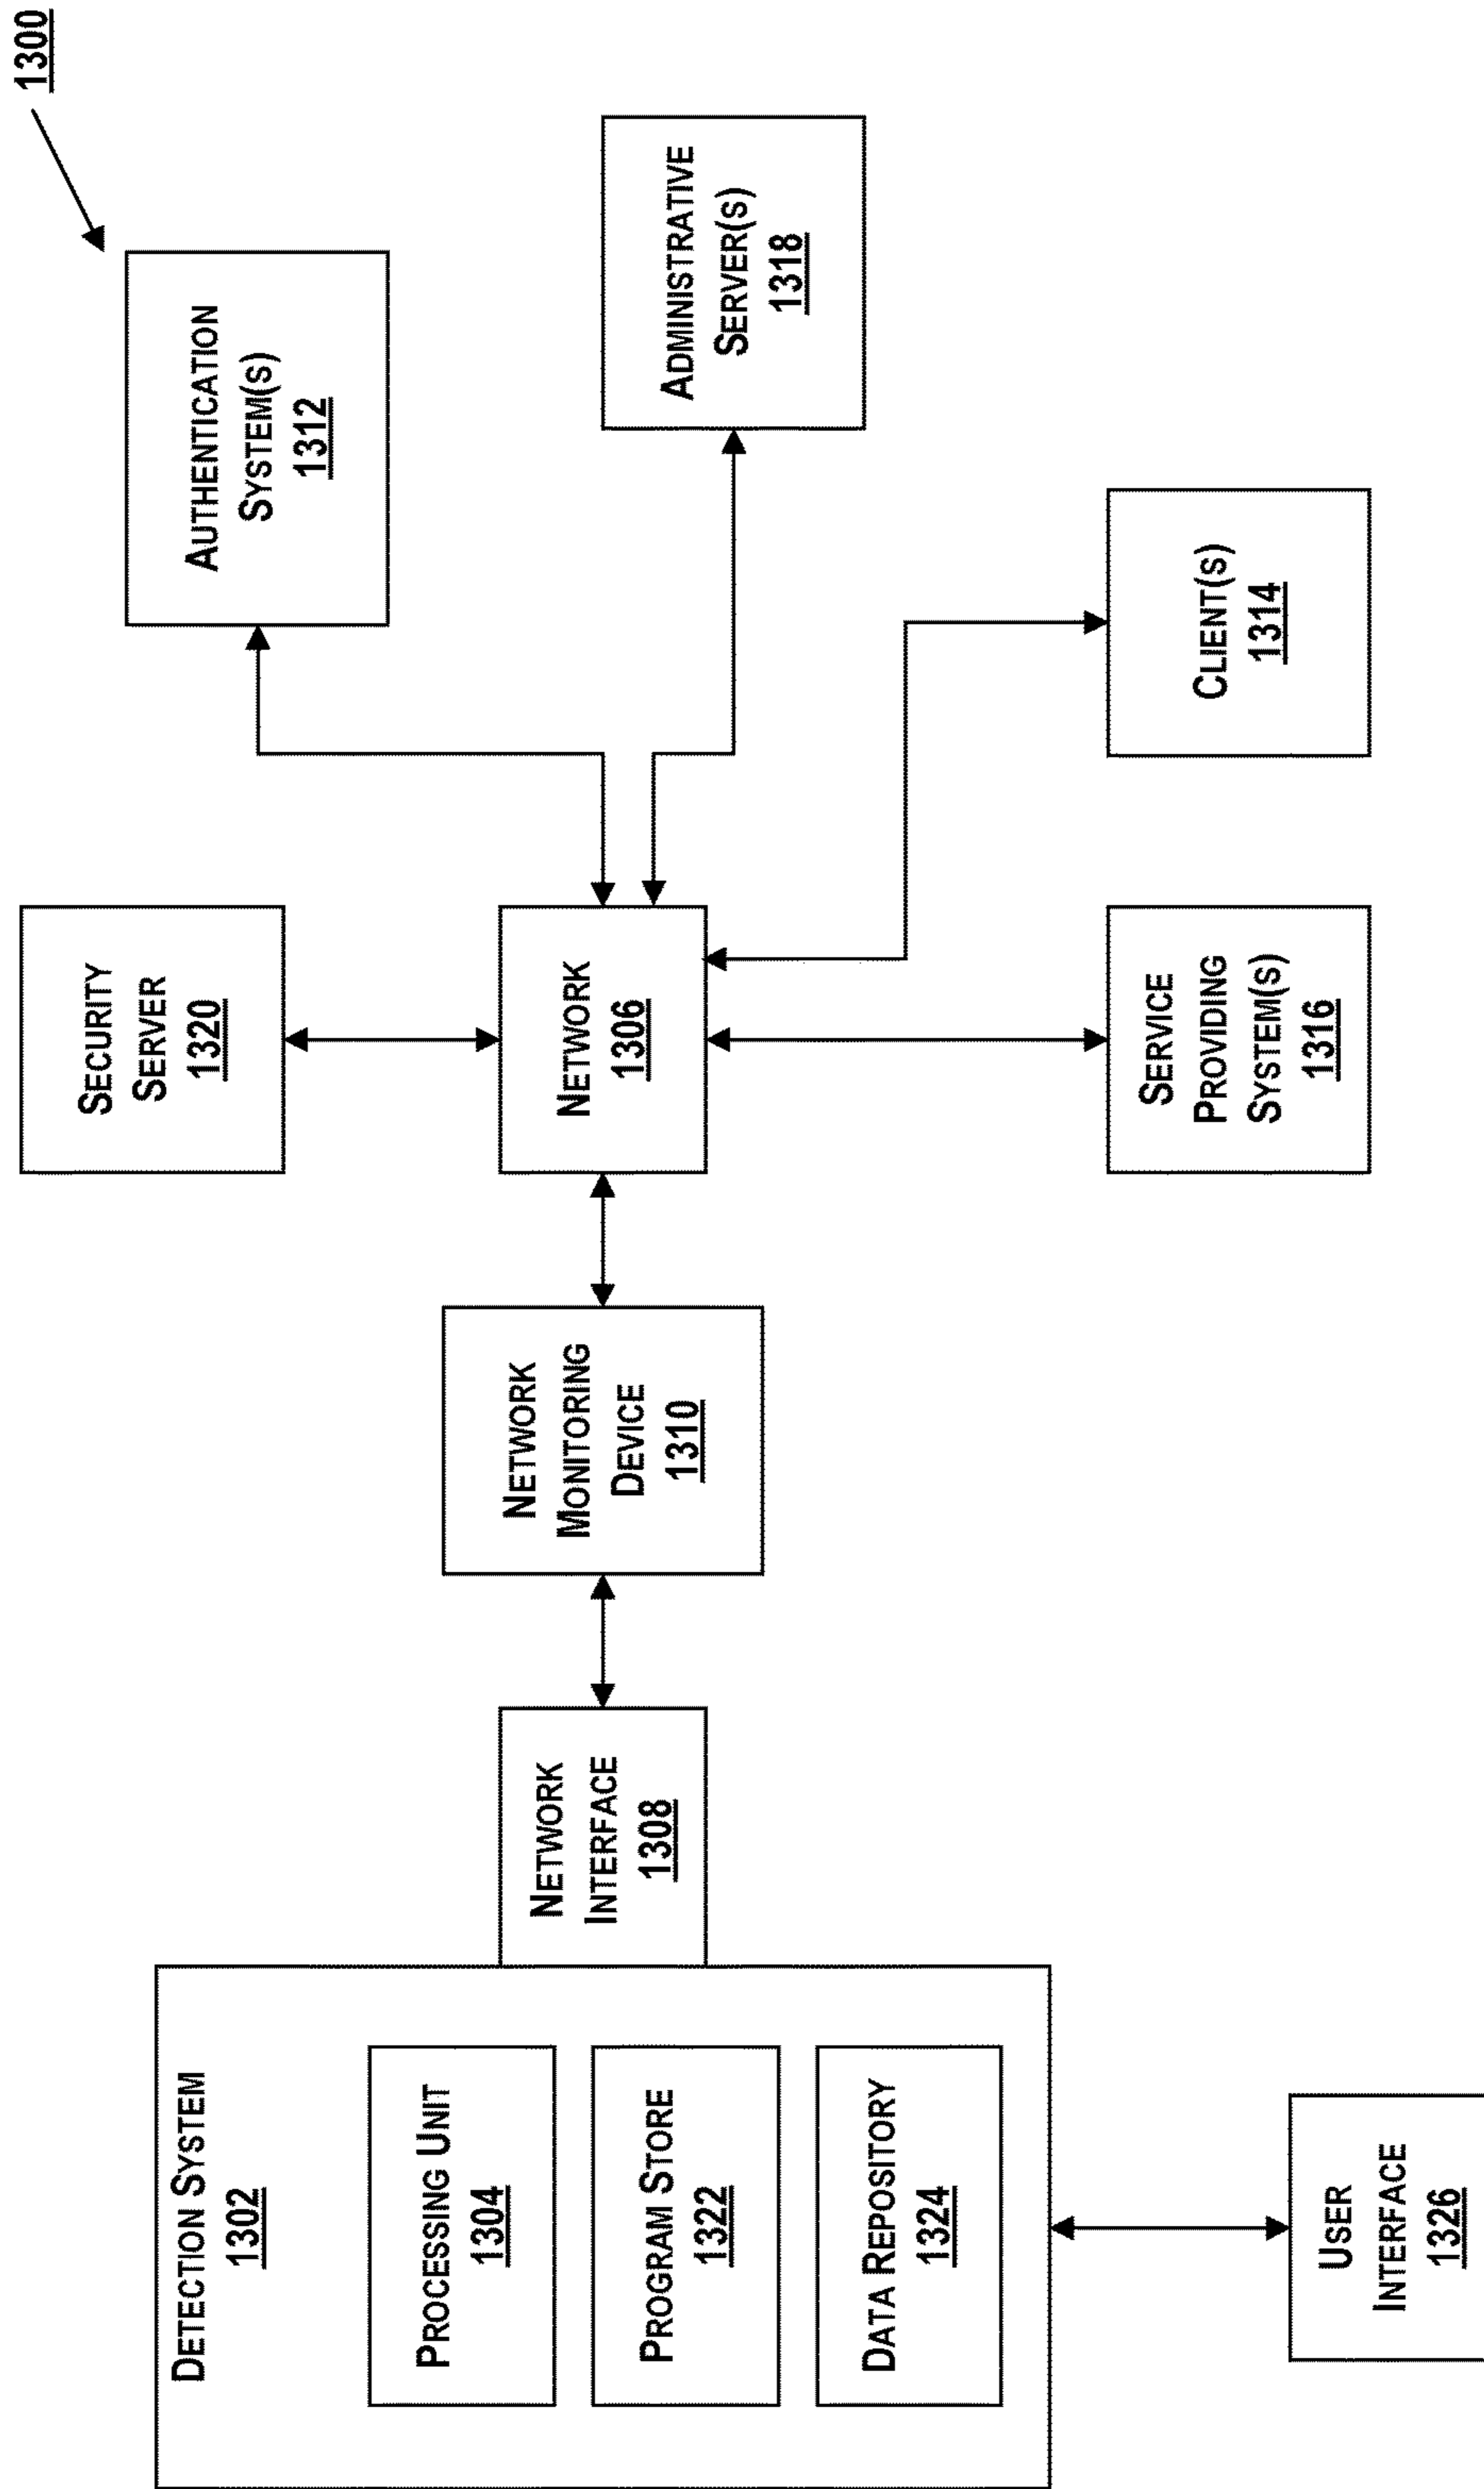 1300
DETECTION SYSTEM
1302
PROCESSING UNIT
1304
PROGRAM STORE
1322
DATA REPOSITORY
1324
USER
INTERFACE
1326
NETWORK
INTERFACE
1308
NETWORK
MONITORING
DEVICE
1310
SECURITY
SERVER
1320
NETWORK
1306
SERVICE
PROVIDING
SYSTEM(S)
1316
AUTHENTICATION
SYSTEM(S)
1312
ADMINISTRATIVE
SERVER(S)
1318
CLIENT(S)
1314